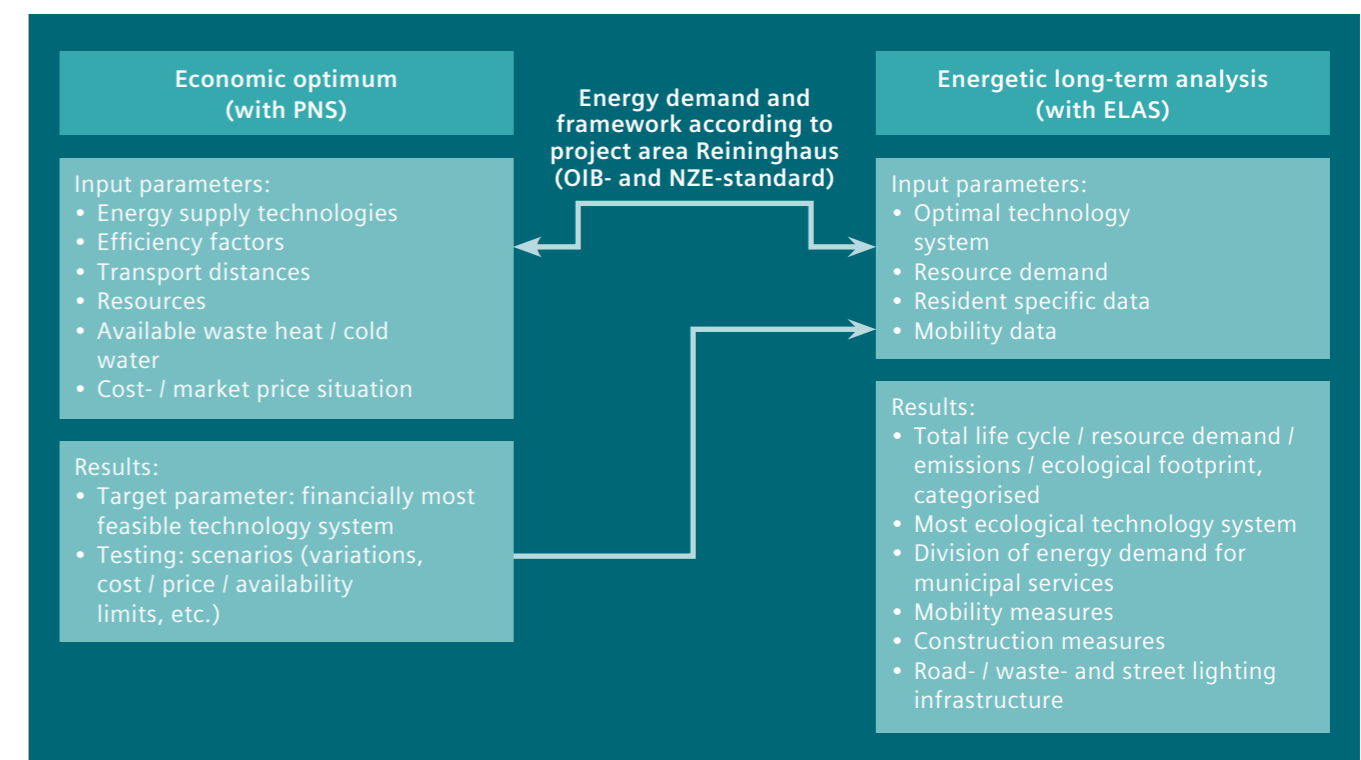 Economic optimum
(with PNS)
Input parameters:
• Energy supply technologies
• Efficiency factors
• Transport distances
• Resources
• Available waste heat / cold
water
• Cost- / market price situation
Results:
• Target parameter: financially most
feasible technology system
• Testing: scenarios (variations,
cost / price / availability
limits, etc.)
Energy demand and
framework according to
project area Reininghaus
(OIB- and NZE-standard)
Energetic long-term analysis
(with ELAS)
Input parameters:
• Optimal technology
system
• Resource demand
• Resident specific data
• Mobility data
Results:
• Total life cycle / resource demand /
emissions / ecological footprint,
categorised
• Most ecological technology system
• Division of energy demand for
municipal services
• Mobility measures
• Construction measures
• Road- / waste- and street lighting
infrastructure